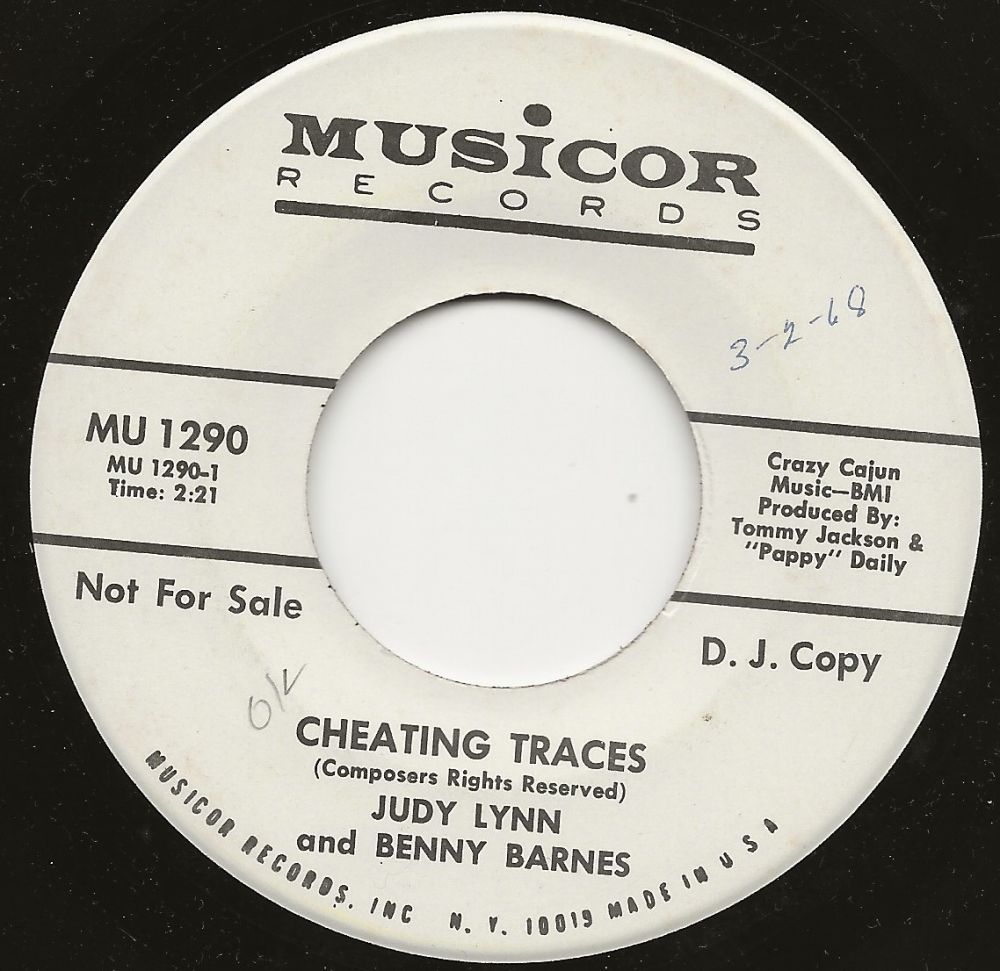 MUSICOR
RECORDS
3-2-68
MU 1290
MU 1290-1
Time: 2:21
Crazy Cajun
Music—BMI
Produced By:
Tommy Jackson &
"Pappy" Daily
Not For Sale
D. J. Copy
OK
CHEATING TRACES
(Composers Rights Reserved)
JUDY LYNN
and BENNY BARNES
MUSICOR RECORDS. INC N. Y. 10019 MADE IN U S A